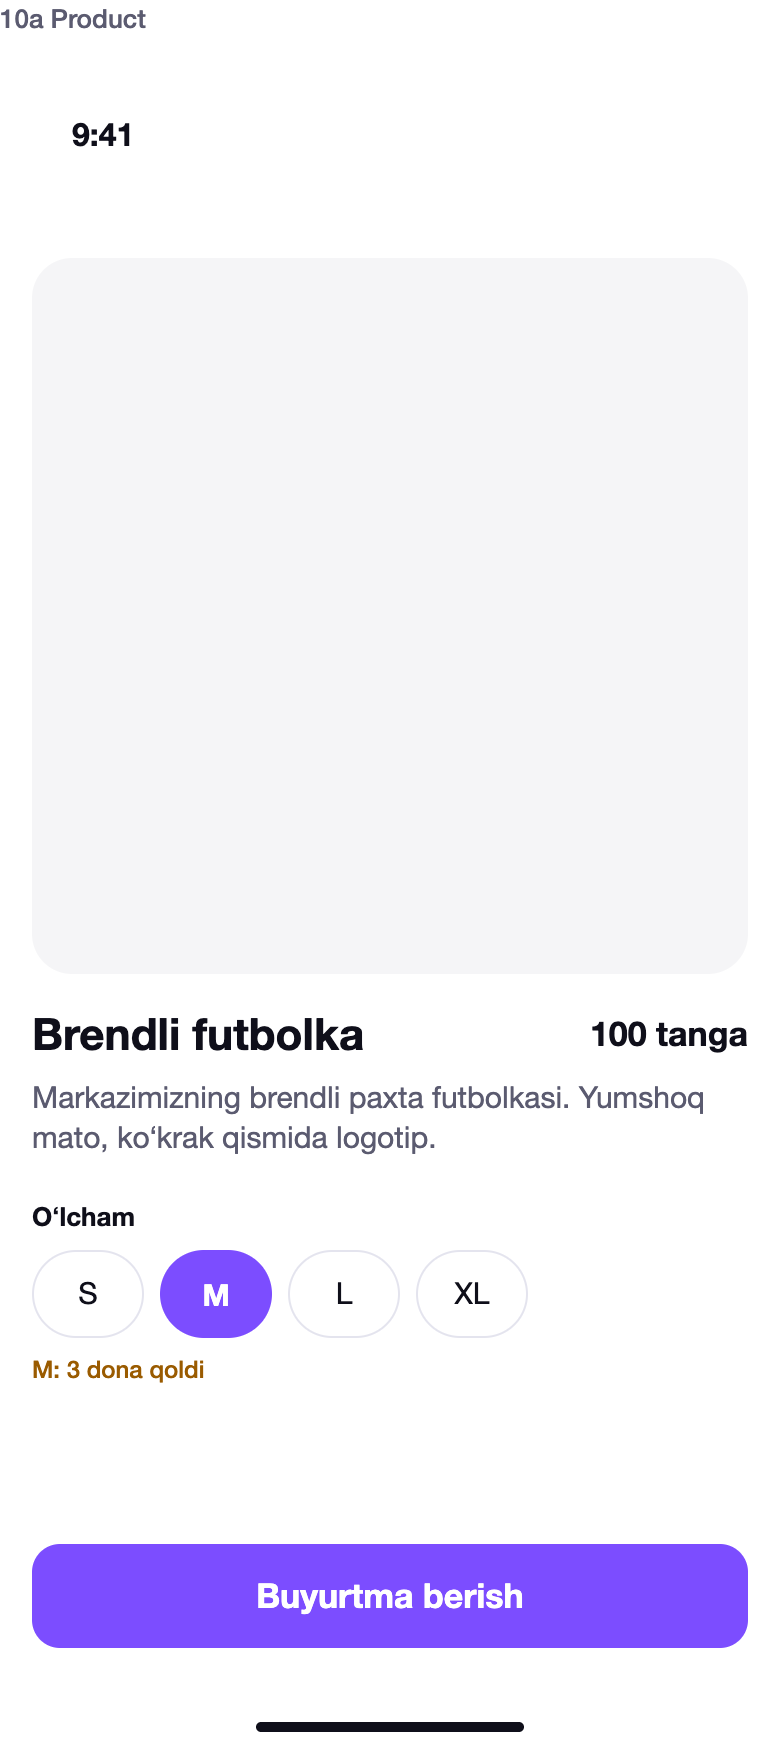 10a Product
9:41
Brendli futbolka
100 tanga
Markazimizning brendli paxta futbolkasi. Yumshoq
mato, ko‘krak qismida logotip.
O‘lcham
S
M
L
XL
M: 3 dona qoldi
Buyurtma berish